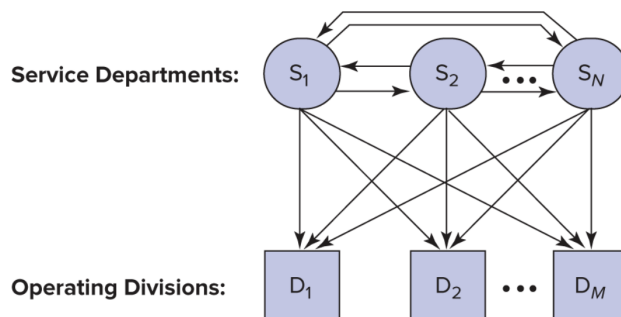 Service Departments: S1 S2 ••• SN
Operating Divisions: D1 D2 ••• DM